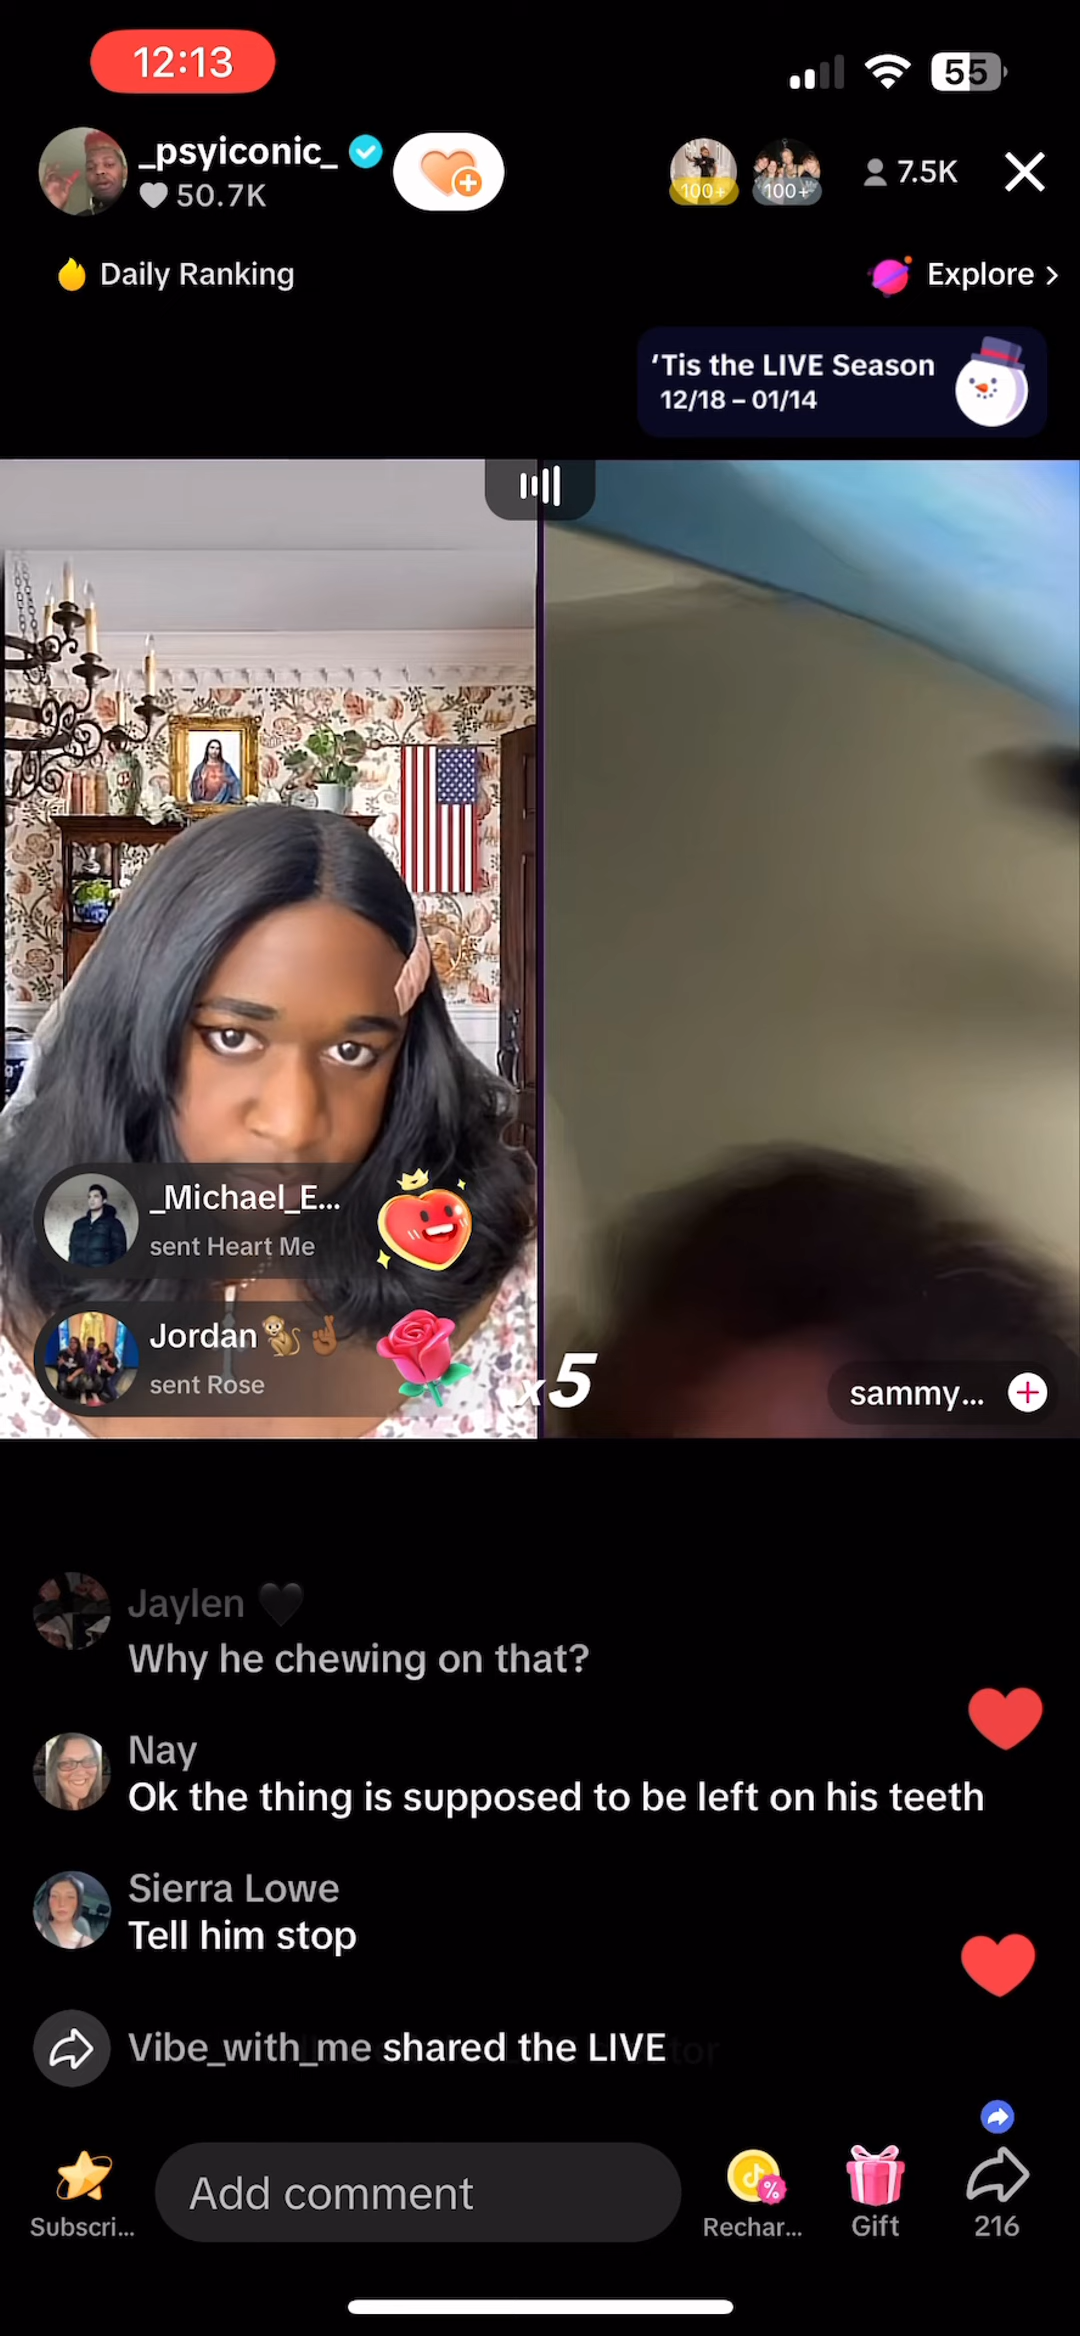 12:13
55
_psyiconic_
50.7K
100+
100+
7.5K
Daily Ranking
Explore >
‘Tis the LIVE Season
12/18 – 01/14
_Michael_E...
sent Heart Me
Jordan🐒🤞🏾
sent Rose
x5
sammy...
Jaylen 🖤
Why he chewing on that?
Nay
Ok the thing is supposed to be left on his teeth
Sierra Lowe
Tell him stop
Vibe_with_me shared the LIVE
Subscri...
Add comment
Rechar...
Gift
216